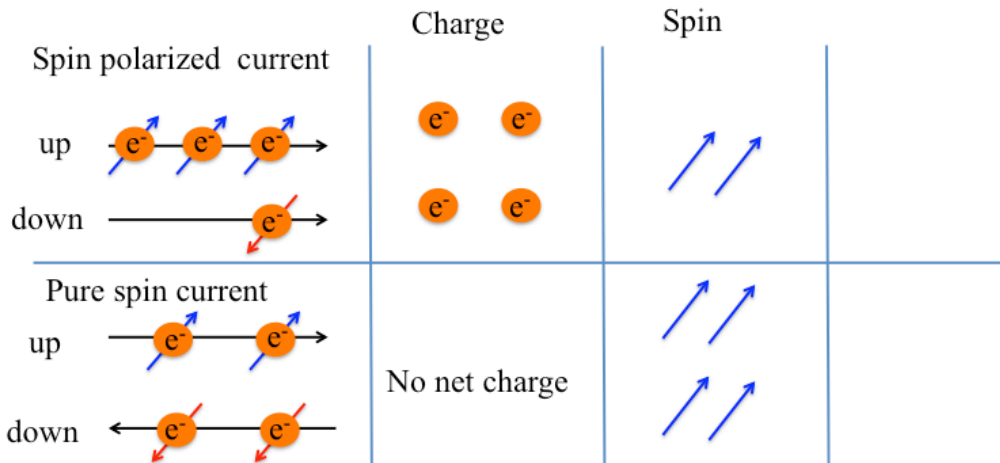 Charge
Spin
Spin polarized current
up
e- e- e-
e- e-
down
e-
e- e-
Pure spin current
up
e- e-
No net charge
down
e- e-